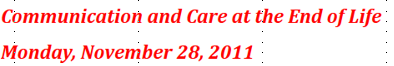 Communication and Care at the End of Life
Monday, November 28, 2011